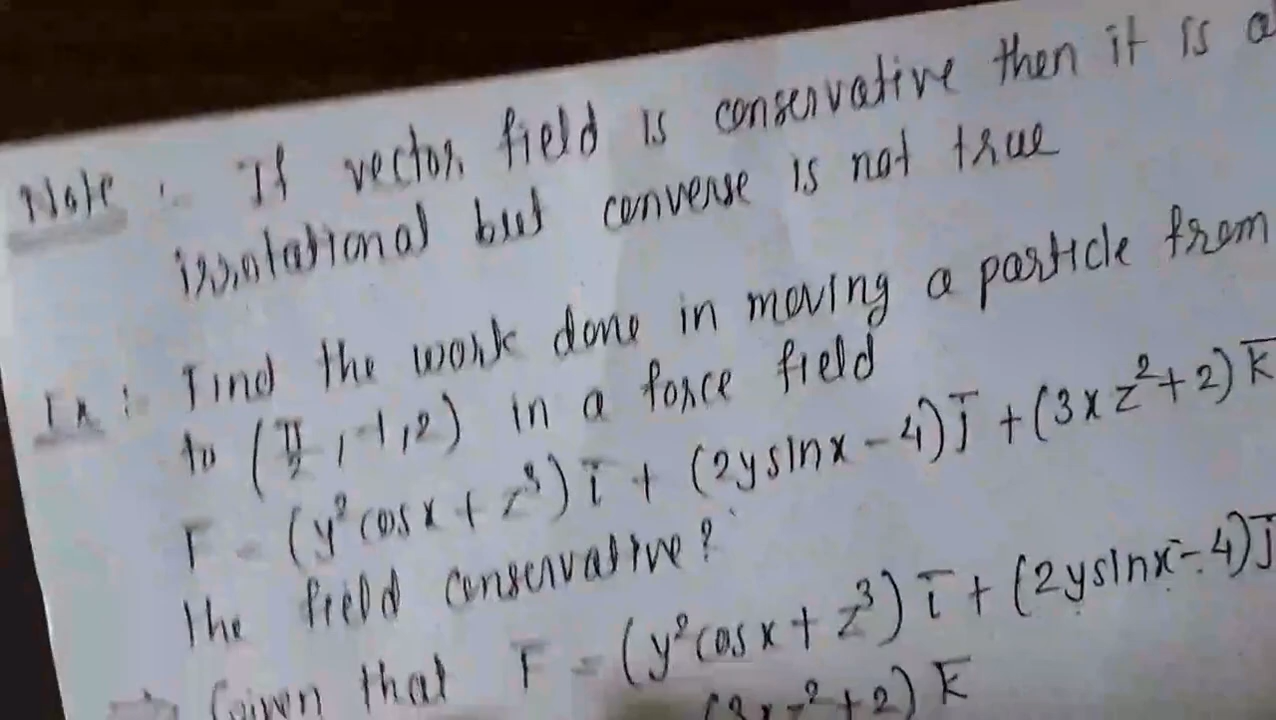 Note : If vector field is conservative then it is a
irrotational but converse is not true
Ex : Find the work done in moving a particle from
to (π/2, -1, 2) in a force field
F = (y² cos x + z³) i̅ + (2y sin x - 4) j̅ + (3xz² + 2) k̅
the field conservative?
⇒ Given that F = (y² cos x + z³) i̅ + (2y sin x - 4) j̅
(3xz² + 2) k̅